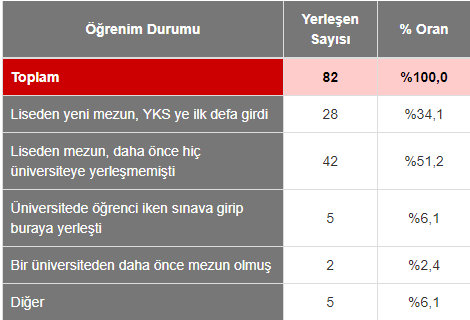 Öğrenim Durumu
Yerleşen
Sayısı
% Oran
Toplam 82 %100,0
Liseden yeni mezun, YKS ye ilk defa girdi 28 %34,1
Liseden mezun, daha önce hiç
üniversiteye yerleşmemişti 42 %51,2
Üniversitede öğrenci iken sınava girip
buraya yerleşti 5 %6,1
Bir üniversiteden daha önce mezun olmuş 2 %2,4
Diğer 5 %6,1